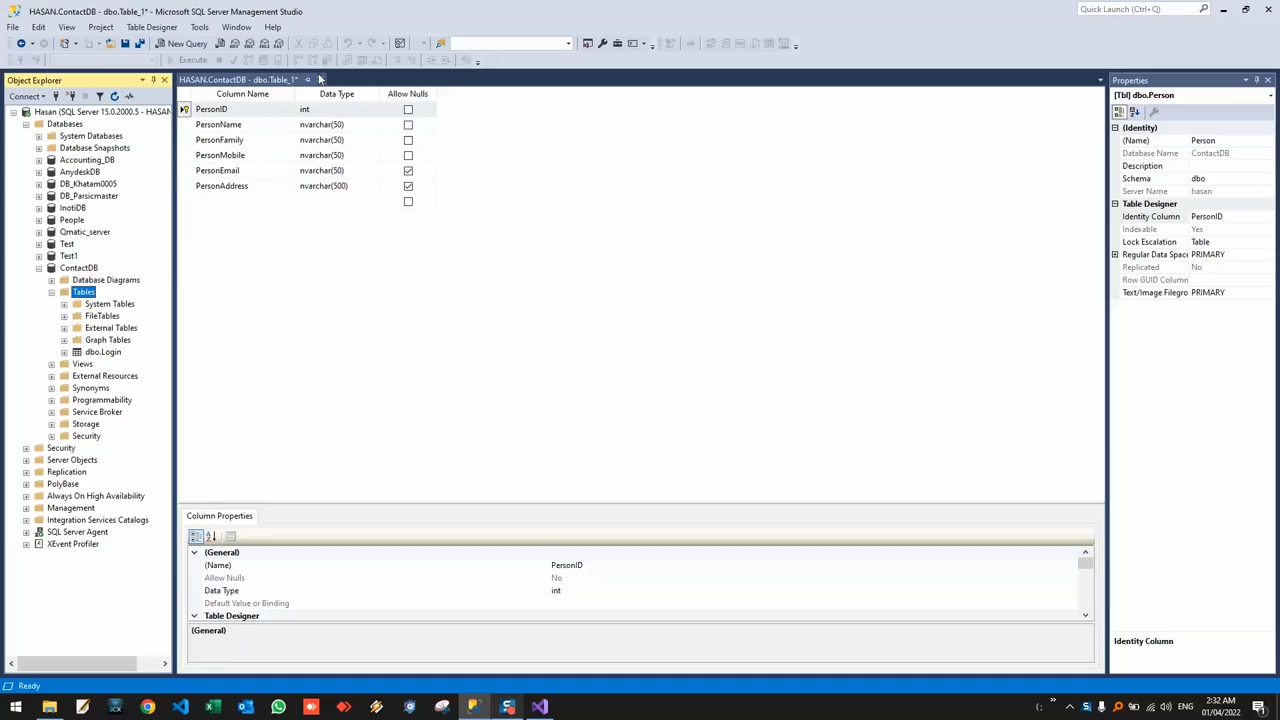 HASAN.ContactDB - dbo.Table_1* - Microsoft SQL Server Management Studio
Quick Launch (Ctrl+Q)
File Edit View Project Table Designer Tools Window Help
New Query
Execute
Object Explorer
Connect
Hasan (SQL Server 15.0.2000.5 - HASAN
Databases
System Databases
Database Snapshots
Accounting_DB
AnydeskDB
DB_Khatam0005
DB_Parsicmaster
InotiDB
People
Qmatic_server
Test
Test1
ContactDB
Database Diagrams
Tables
System Tables
FileTables
External Tables
Graph Tables
dbo.Login
Views
External Resources
Synonyms
Programmability
Service Broker
Storage
Security
Security
Server Objects
Replication
PolyBase
Always On High Availability
Management
Integration Services Catalogs
SQL Server Agent
XEvent Profiler
HASAN.ContactDB - dbo.Table_1*
Column Name Data Type Allow Nulls
PersonID int
PersonName nvarchar(50)
PersonFamily nvarchar(50)
PersonMobile nvarchar(50)
PersonEmail nvarchar(50)
PersonAddress nvarchar(500)
Column Properties
(General)
(Name) PersonID
Allow Nulls No
Data Type int
Default Value or Binding
Table Designer
(General)
Properties
[Tbl] dbo.Person
(Identity)
(Name) Person
Database Name ContactDB
Description
Schema dbo
Server Name hasan
Table Designer
Identity Column PersonID
Indexable Yes
Lock Escalation Table
Regular Data Space PRIMARY
Replicated No
Row GUID Column
Text/Image Filegro PRIMARY
Identity Column
Ready
ENG
2:32 AM
01/04/2022